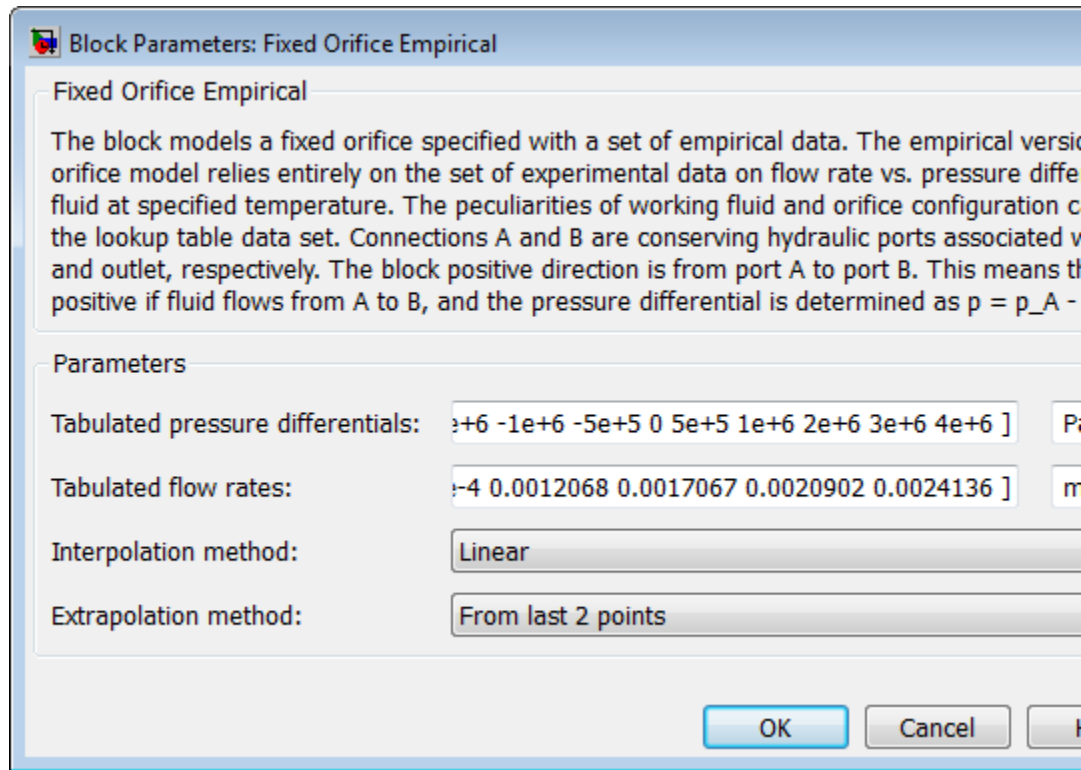 Block Parameters: Fixed Orifice Empirical
Fixed Orifice Empirical
The block models a fixed orifice specified with a set of empirical data. The empirical
orifice model relies entirely on the set of experimental data on flow rate vs. pressure
fluid at specified temperature. The peculiarities of working fluid and orifice configuration
the lookup table data set. Connections A and B are conserving hydraulic ports associated
and outlet, respectively. The block positive direction is from port A to port B. This means
positive if fluid flows from A to B, and the pressure differential is determined as p = p_A -
Parameters
Tabulated pressure differentials: e+6 -1e+6 -5e+5 0 5e+5 1e+6 2e+6 3e+6 4e+6 ]
Tabulated flow rates: -4 0.0012068 0.0017067 0.0020902 0.0024136 ]
Interpolation method: Linear
Extrapolation method: From last 2 points
OK Cancel